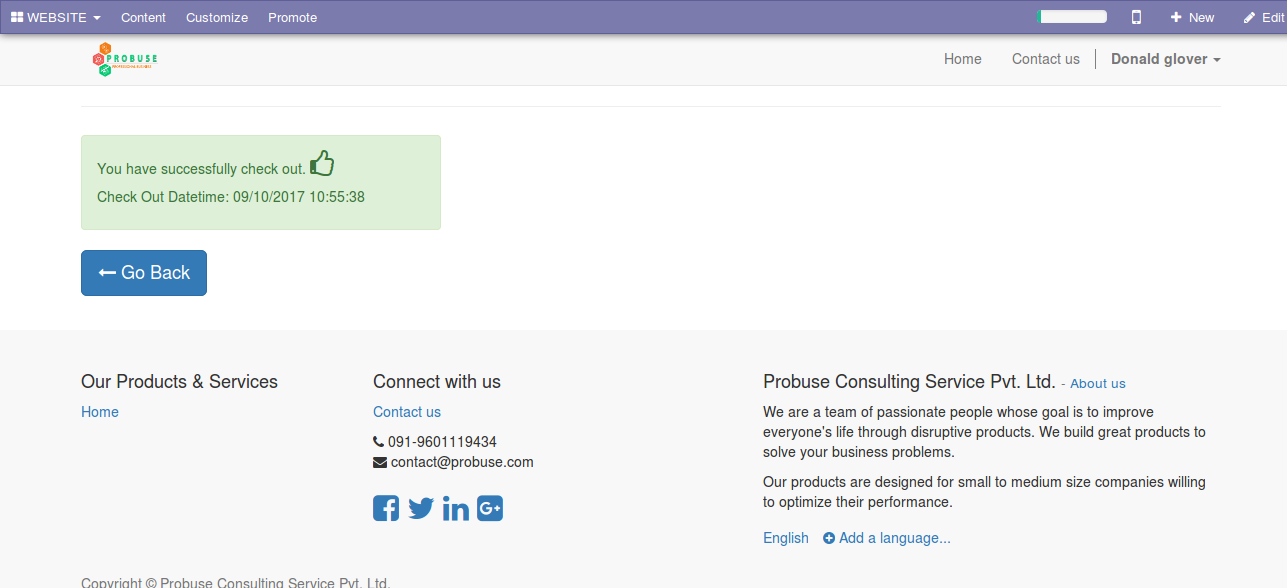 WEBSITE Content Customize Promote New Edit
PROBUSE
Home Contact us Donald glover
You have successfully check out.
Check Out Datetime: 09/10/2017 10:55:38
Go Back
Our Products & Services
Home
Connect with us
Contact us
091-9601119434
contact@probuse.com
Probuse Consulting Service Pvt. Ltd. - About us
We are a team of passionate people whose goal is to improve
everyone's life through disruptive products. We build great products to
solve your business problems.
Our products are designed for small to medium size companies willing
to optimize their performance.
English Add a language...
Copyright © Probuse Consulting Service Pvt. Ltd.